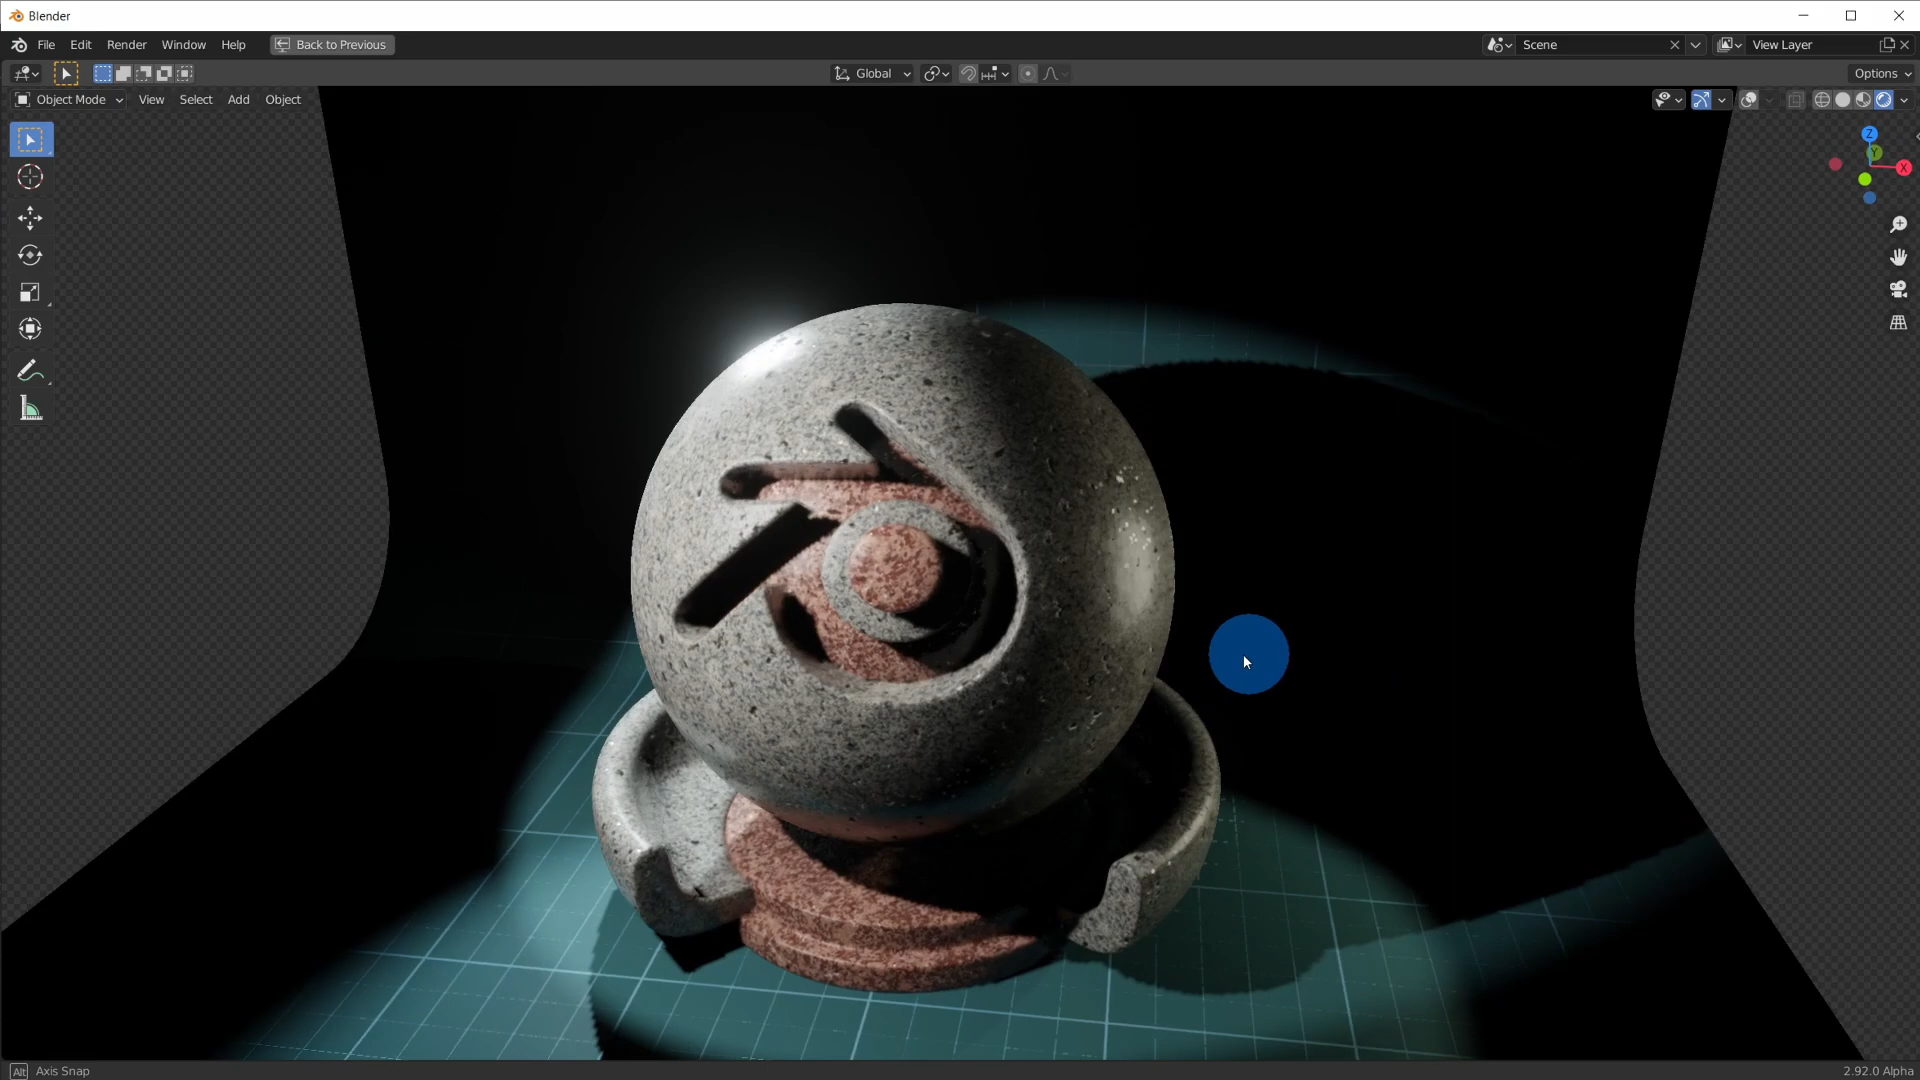 Blender
File Edit Render Window Help Back to Previous Scene View Layer
Global Options
Object Mode View Select Add Object
Z
Y
X
Alt Axis Snap 2.92.0 Alpha